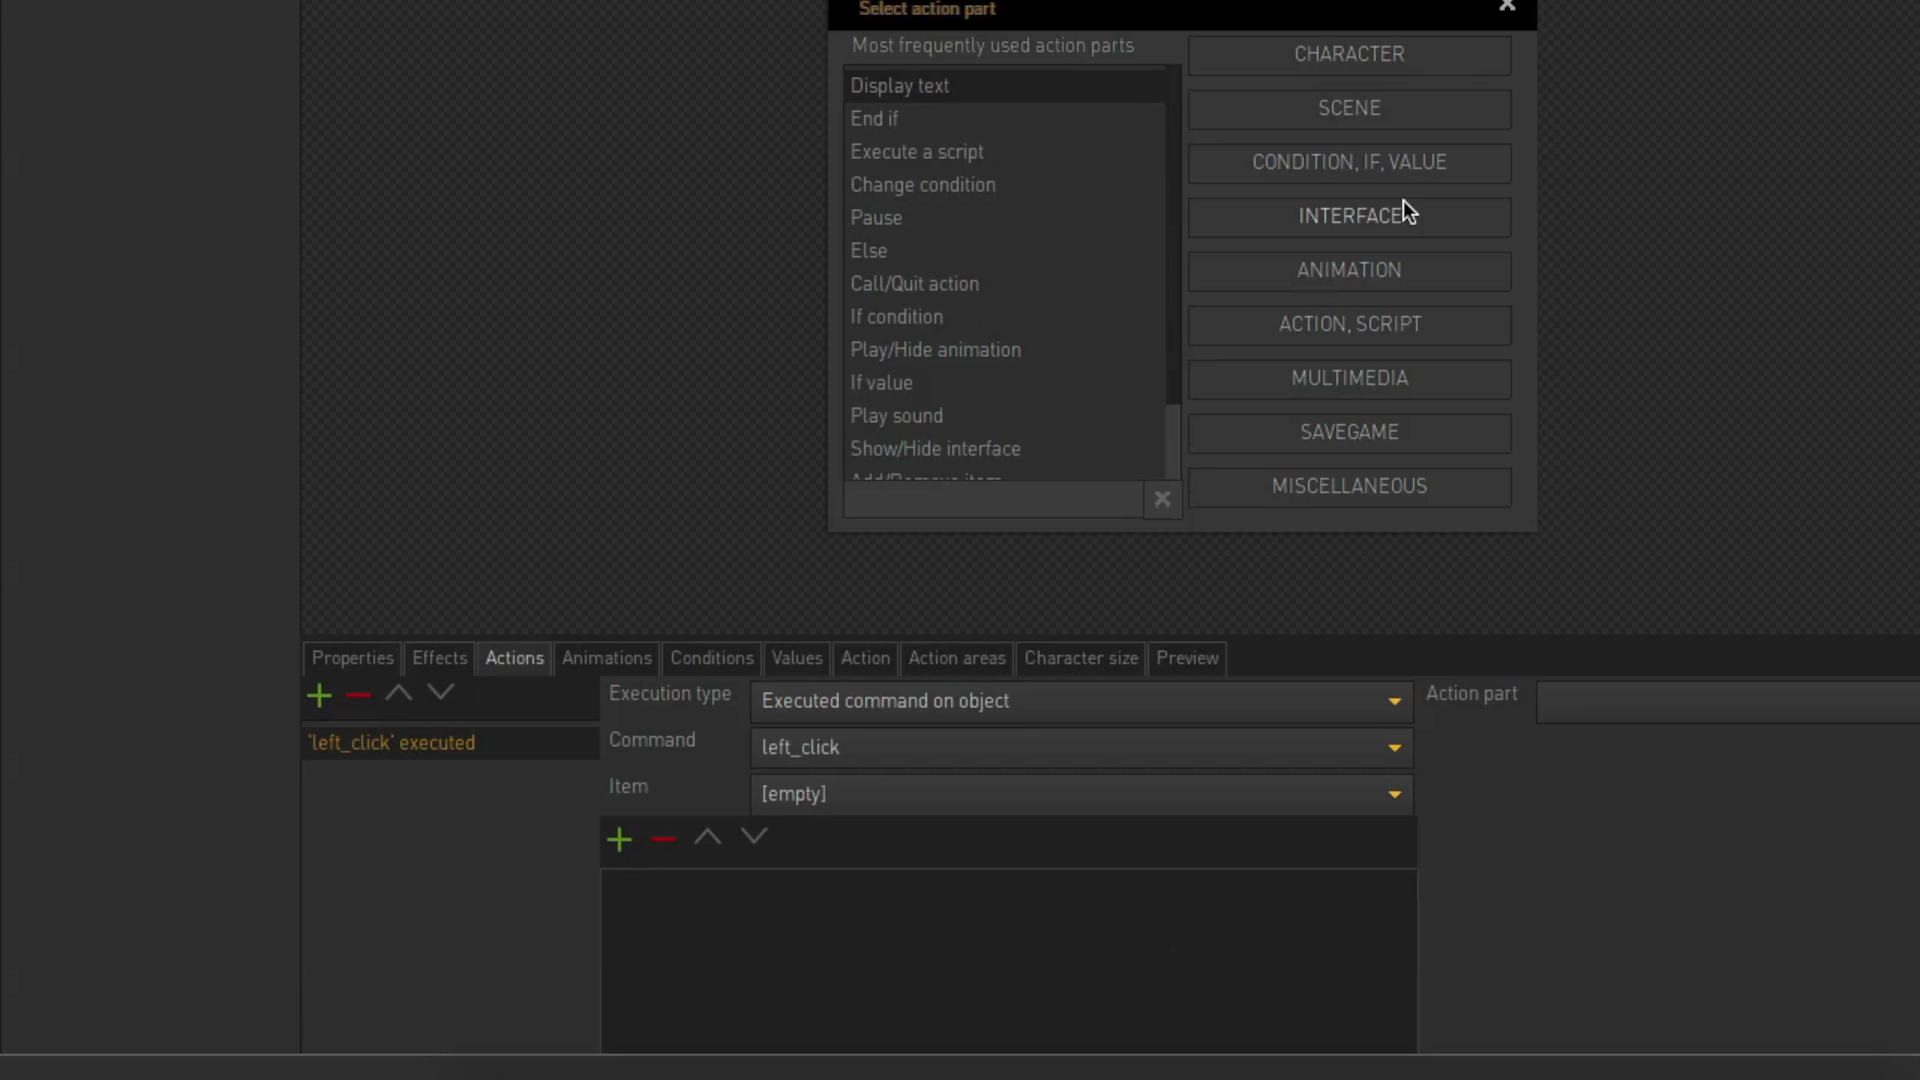 Select action part
Most frequently used action parts
Display text
End if
Execute a script
Change condition
Pause
Else
Call/Quit action
If condition
Play/Hide animation
If value
Play sound
Show/Hide interface
Add/Remove item
CHARACTER
SCENE
CONDITION, IF, VALUE
INTERFACE
ANIMATION
ACTION, SCRIPT
MULTIMEDIA
SAVEGAME
MISCELLANEOUS
Properties Effects Actions Animations Conditions Values Action Action areas Character size Preview
'left_click' executed
Execution type Executed command on object
Command left_click
Item [empty]
Action part